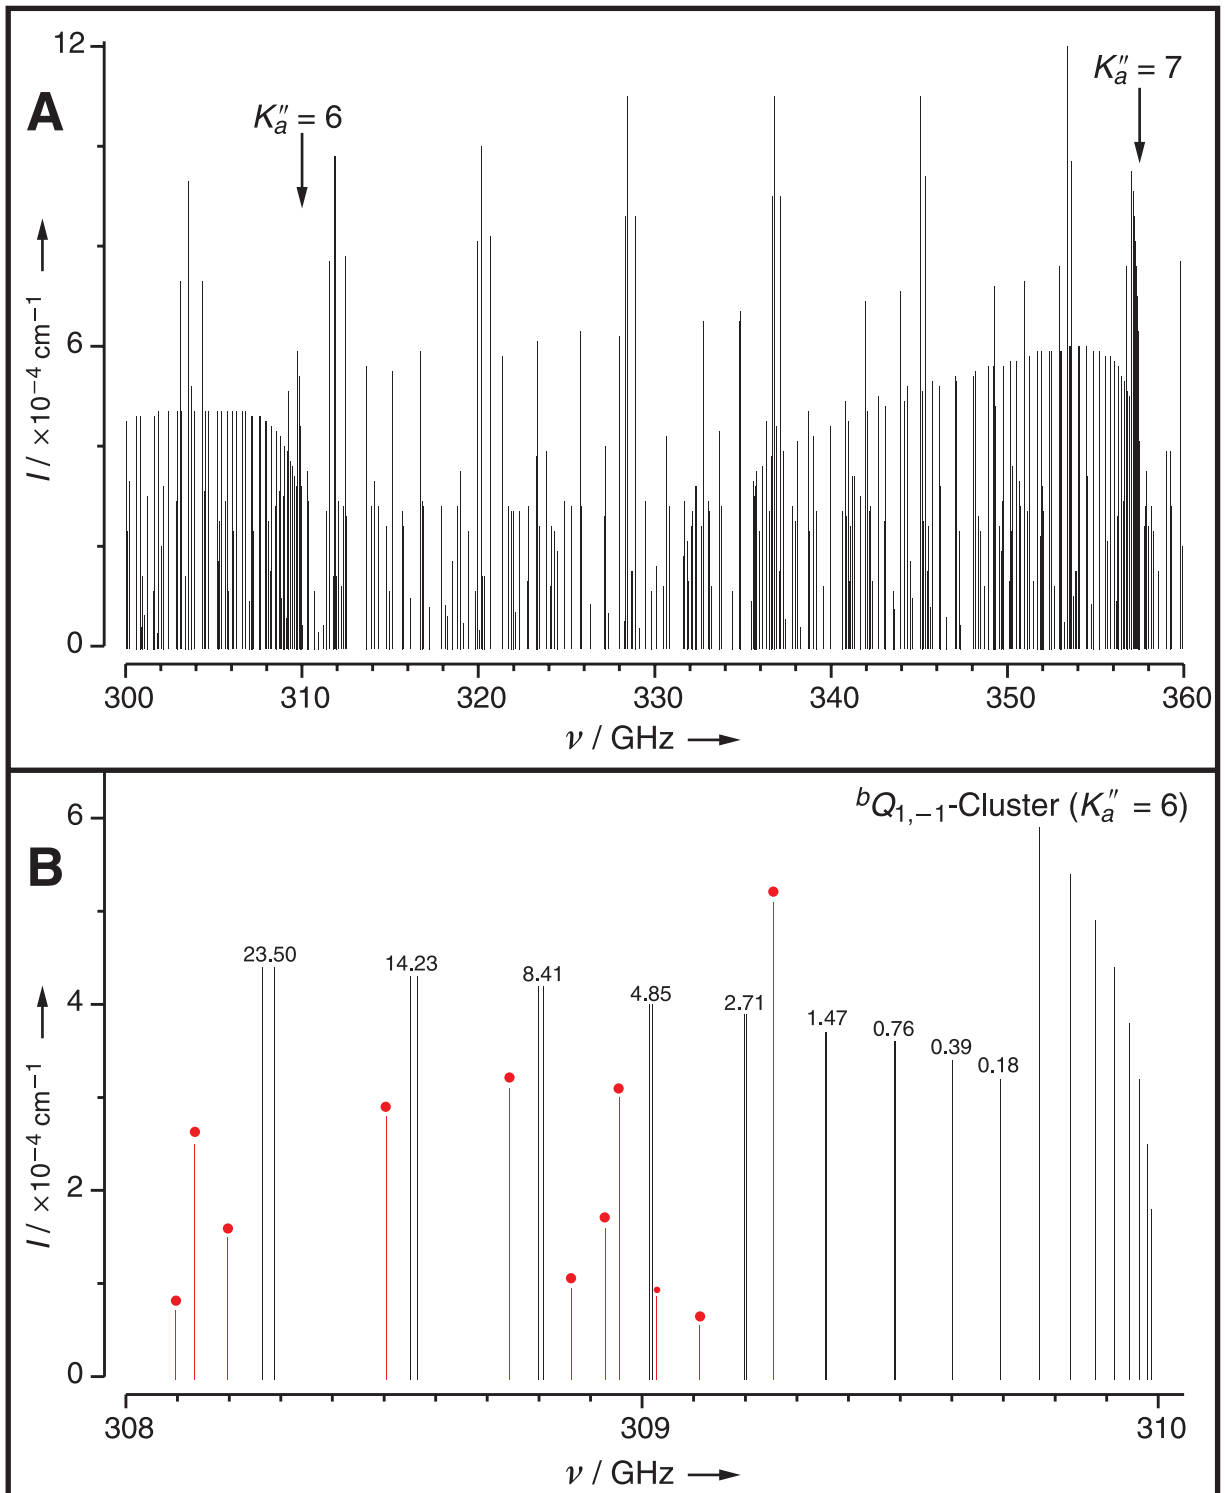 12
A
K″a = 6
K″a = 7
I / ×10−4 cm−1
6
0
300 310 320 330 340 350 360
ν / GHz
bQ1,−1-Cluster (K″a = 6)
6
B
23.50 14.23 8.41 4.85 2.71 1.47 0.76 0.39 0.18
4
I / ×10−4 cm−1
2
0
308 309 310
ν / GHz